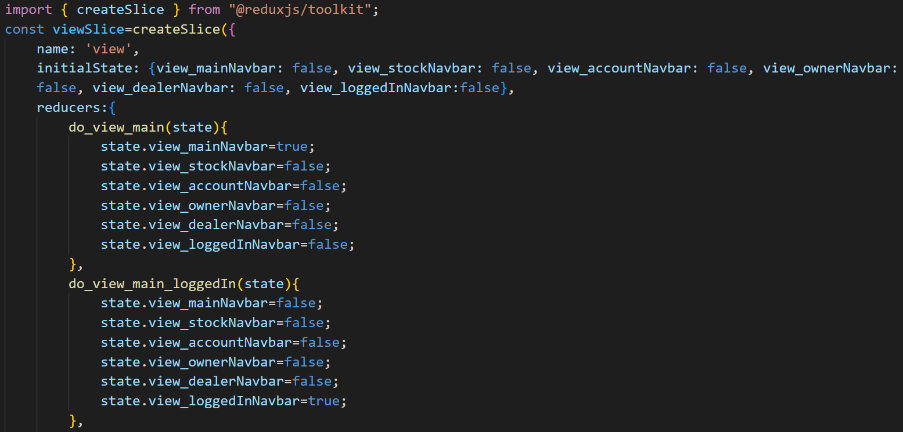 import { createSlice } from "@reduxjs/toolkit";
const viewSlice=createSlice({
    name: 'view',
    initialState: {view_mainNavbar: false, view_stockNavbar: false, view_accountNavbar: false, view_ownerNavbar:
    false, view_dealerNavbar: false, view_loggedInNavbar:false},
    reducers:{
        do_view_main(state){
            state.view_mainNavbar=true;
            state.view_stockNavbar=false;
            state.view_accountNavbar=false;
            state.view_ownerNavbar=false;
            state.view_dealerNavbar=false;
            state.view_loggedInNavbar=false;
        },
        do_view_main_loggedIn(state){
            state.view_mainNavbar=false;
            state.view_stockNavbar=false;
            state.view_accountNavbar=false;
            state.view_ownerNavbar=false;
            state.view_dealerNavbar=false;
            state.view_loggedInNavbar=true;
        },